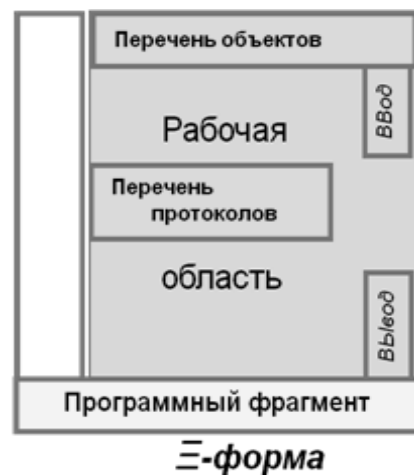 Перечень объектов
ВВод
Рабочая
Перечень
протоколов
область
ВЫвод
Программный фрагмент
Ξ-форма